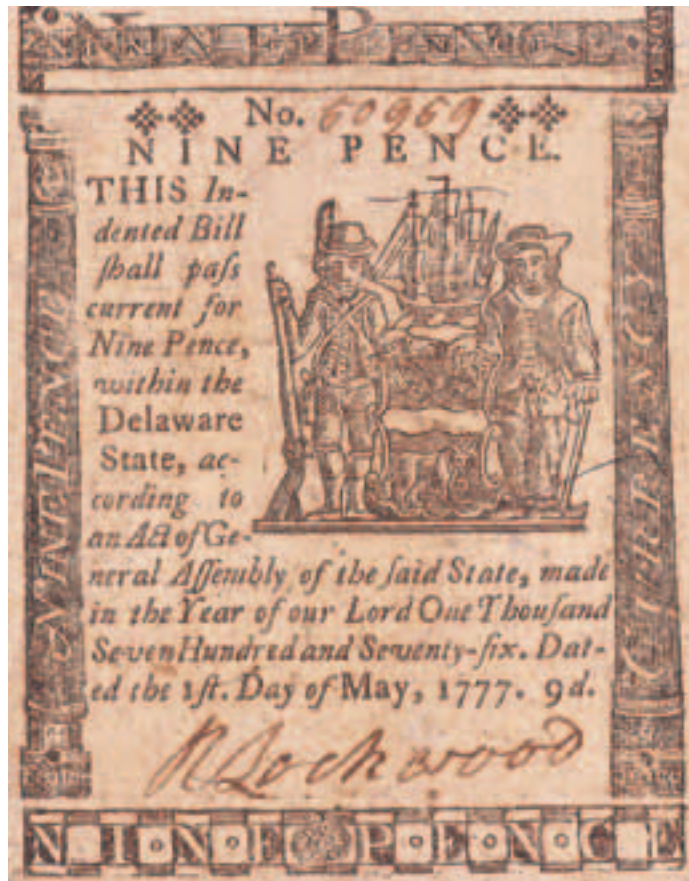 NINE PENCE
No. 60969
NINE PENCE.
THIS In-
dented Bill
ſhall paſs
current for
Nine Pence,
within the
Delaware
State, ac-
cording to
an Act of Ge-
neral Aſſembly of the ſaid State, made
in the Year of our Lord One Thouſand
Seven Hundred and Seventy-ſix. Dat-
ed the 1ſt. Day of May, 1777. 9d.
R Lockwood
NINE PENCE